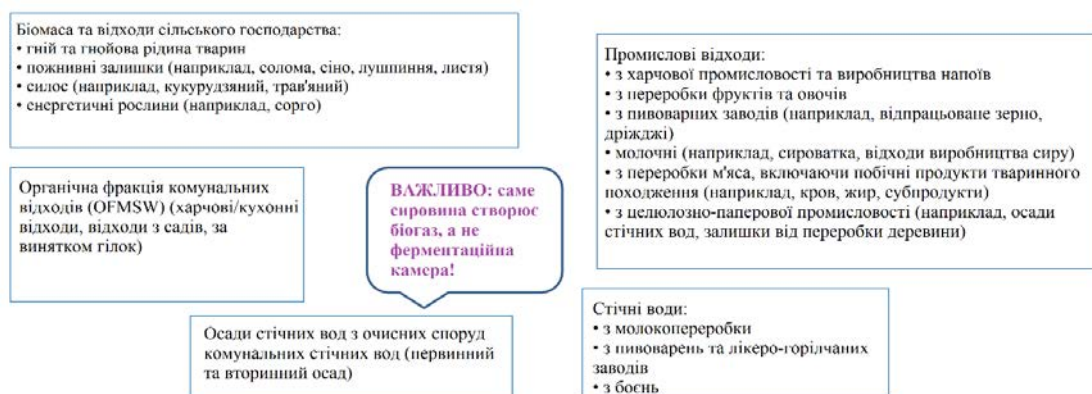 Біомаса та відходи сільського господарства:
• гній та гнойова рідина тварин
• пожнивні залишки (наприклад, солома, сіно, лушпиння, листя)
• силос (наприклад, кукурудзяний, трав'яний)
• енергетичні рослини (наприклад, сорго)
Промислові відходи:
• з харчової промисловості та виробництва напоїв
• з переробки фруктів та овочів
• з пивоварних заводів (наприклад, відпрацьоване зерно,
дріжджі)
• молочні (наприклад, сироватка, відходи виробництва сиру)
• з переробки м'яса, включаючи побічні продукти тваринного
походження (наприклад, кров, жир, субпродукти)
• з целюлозно-паперової промисловості (наприклад, осади
стічних вод, залишки від переробки деревини)
Органічна фракція комунальних
відходів (OFMSW) (харчові/кухонні
відходи, відходи з садів, за
винятком гілок)
ВАЖЛИВО: саме
сировина створює
біогаз, а не
ферментаційна
камера!
Осади стічних вод з очисних споруд
комунальних стічних вод (первинний
та вторинний осад)
Стічні води:
• з молокопереробки
• з пивоварень та лікеро-горілчаних
заводів
• з боєнь